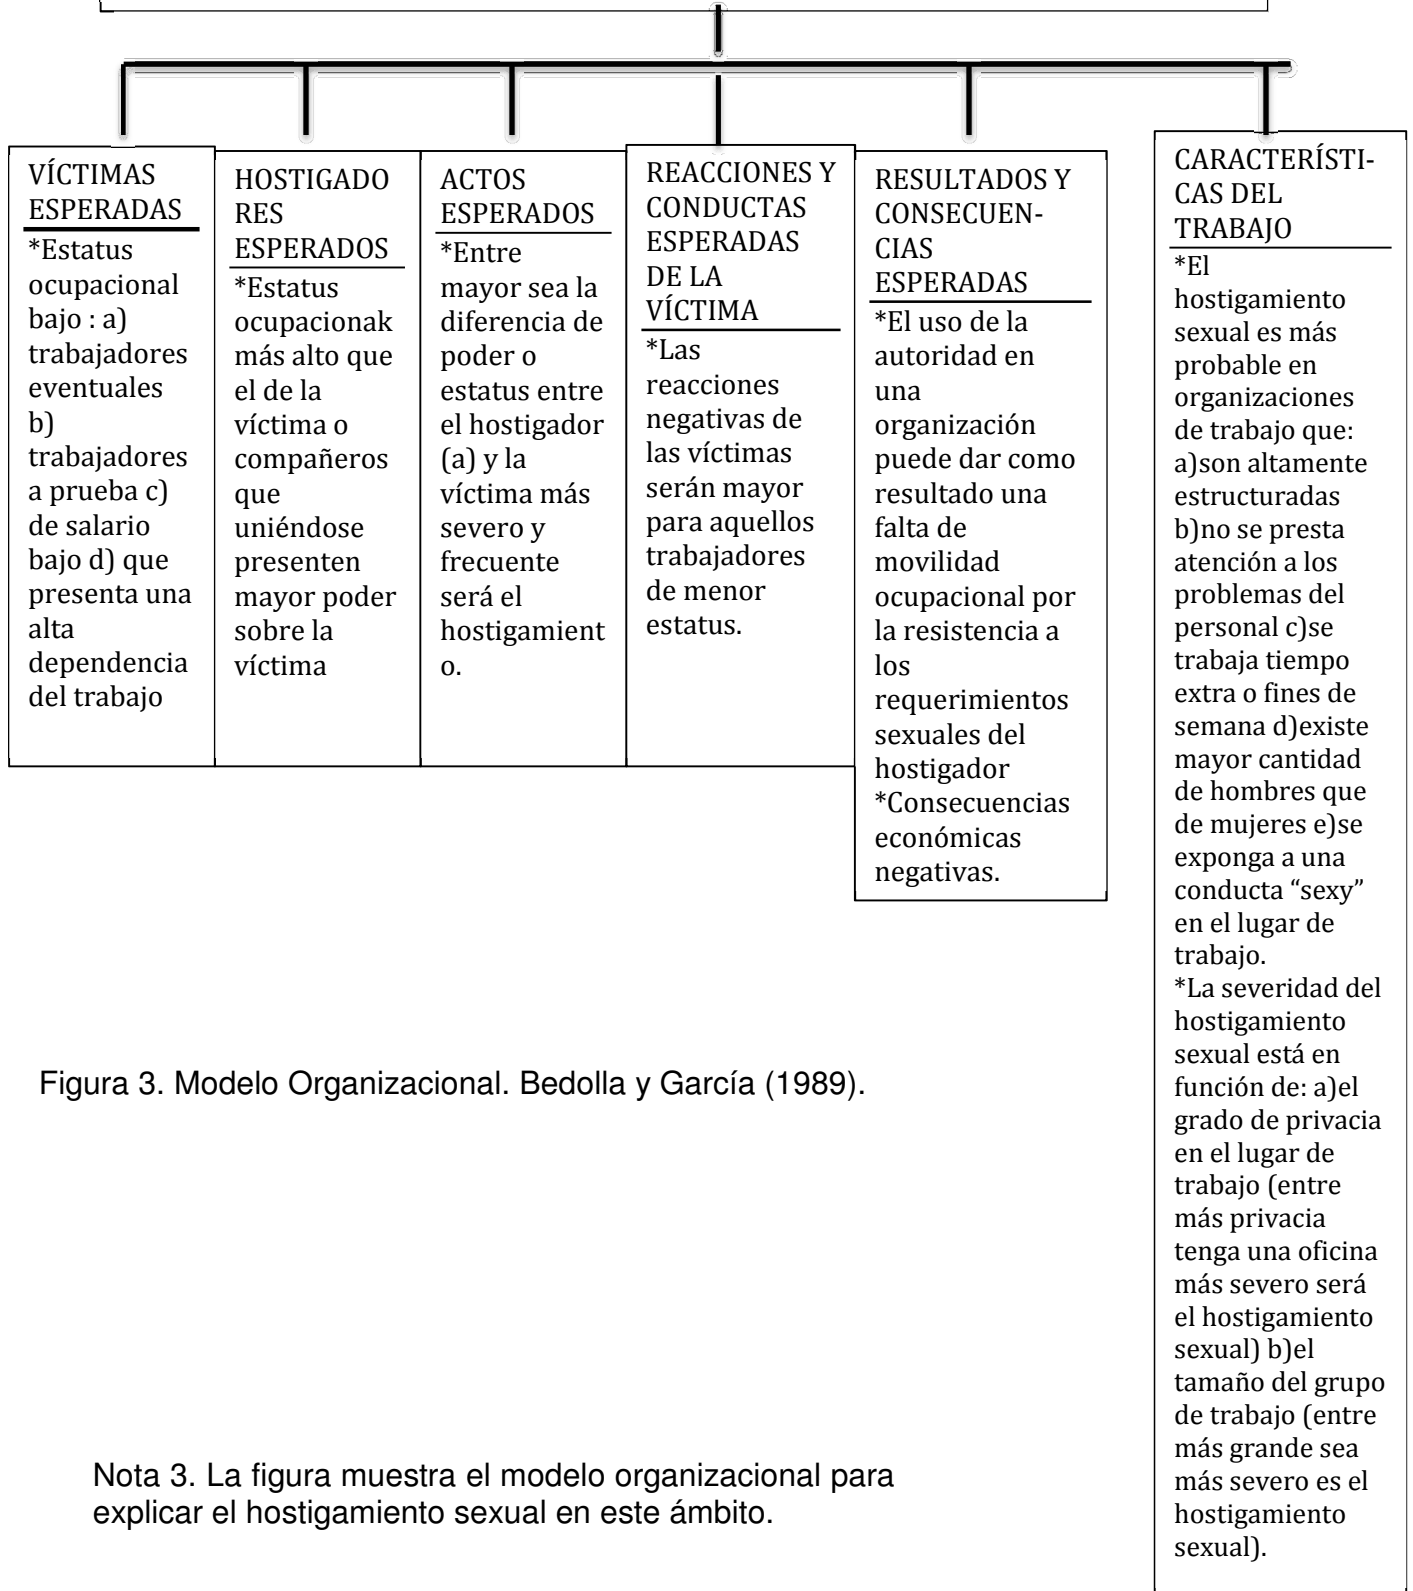 VÍCTIMAS
ESPERADAS
*Estatus
ocupacional
bajo : a)
trabajadores
eventuales
b)
trabajadores
a prueba c)
de salario
bajo d) que
presenta una
alta
dependencia
del trabajo
HOSTIGADO
RES
ESPERADOS
*Estatus
ocupacionak
más alto que
el de la
víctima o
compañeros
que
uniéndose
presenten
mayor poder
sobre la
víctima
ACTOS
ESPERADOS
*Entre
mayor sea la
diferencia de
poder o
estatus entre
el hostigador
(a) y la
víctima más
severo y
frecuente
será el
hostigamient
o.
REACCIONES Y
CONDUCTAS
ESPERADAS
DE LA
VÍCTIMA
*Las
reacciones
negativas de
las víctimas
serán mayor
para aquellos
trabajadores
de menor
estatus.
RESULTADOS Y
CONSECUEN-
CIAS
ESPERADAS
*El uso de la
autoridad en
una
organización
puede dar como
resultado una
falta de
movilidad
ocupacional por
la resistencia a
los
requerimientos
sexuales del
hostigador
*Consecuencias
económicas
negativas.
CARACTERÍSTI-
CAS DEL
TRABAJO
*El
hostigamiento
sexual es más
probable en
organizaciones
de trabajo que:
a)son altamente
estructuradas
b)no se presta
atención a los
problemas del
personal c)se
trabaja tiempo
extra o fines de
semana d)existe
mayor cantidad
de hombres que
de mujeres e)se
exponga a una
conducta “sexy”
en el lugar de
trabajo.
*La severidad del
hostigamiento
sexual está en
función de: a)el
grado de privacia
en el lugar de
trabajo (entre
más privacia
tenga una oficina
más severo será
el hostigamiento
sexual) b)el
tamaño del grupo
de trabajo (entre
más grande sea
más severo es el
hostigamiento
sexual).
Figura 3. Modelo Organizacional. Bedolla y García (1989).
Nota 3. La figura muestra el modelo organizacional para
explicar el hostigamiento sexual en este ámbito.